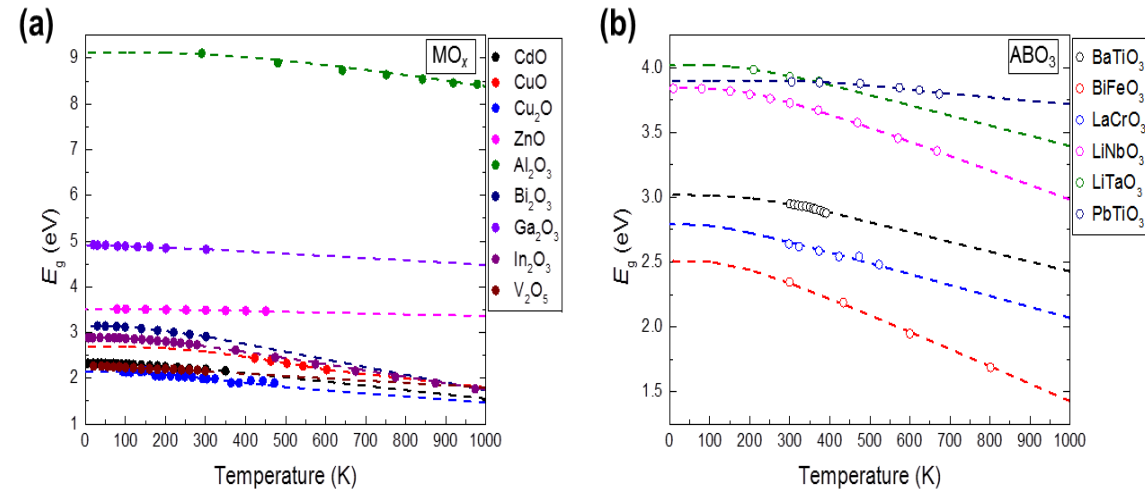 (a)
MOₓ
CdO
CuO
Cu₂O
ZnO
Al₂O₃
Bi₂O₃
Ga₂O₃
In₂O₃
V₂O₅
E_g (eV)
9
8
7
6
5
4
3
2
1
0 100 200 300 400 500 600 700 800 900 1000
Temperature (K)
(b)
ABO₃
BaTiO₃
BiFeO₃
LaCrO₃
LiNbO₃
LiTaO₃
PbTiO₃
E_g (eV)
4.0
3.5
3.0
2.5
2.0
1.5
0 100 200 300 400 500 600 700 800 900 1000
Temperature (K)